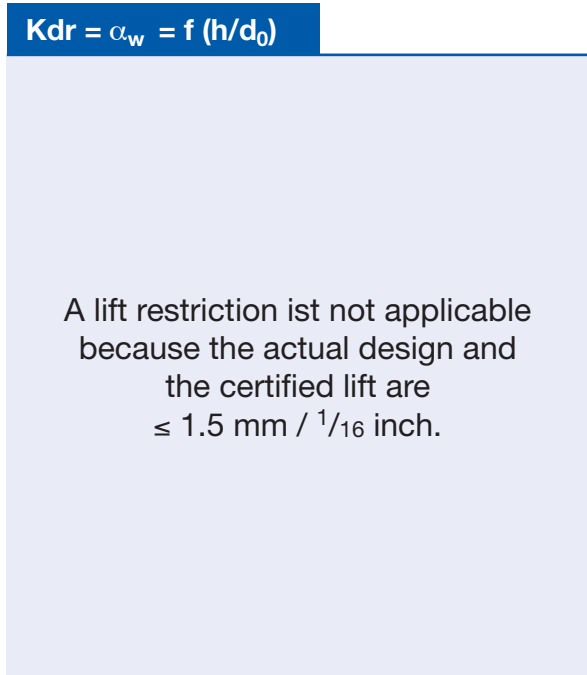 Kdr = αw = f (h/d0)
A lift restriction ist not applicable
because the actual design and
the certified lift are
≤ 1.5 mm / 1/16 inch.